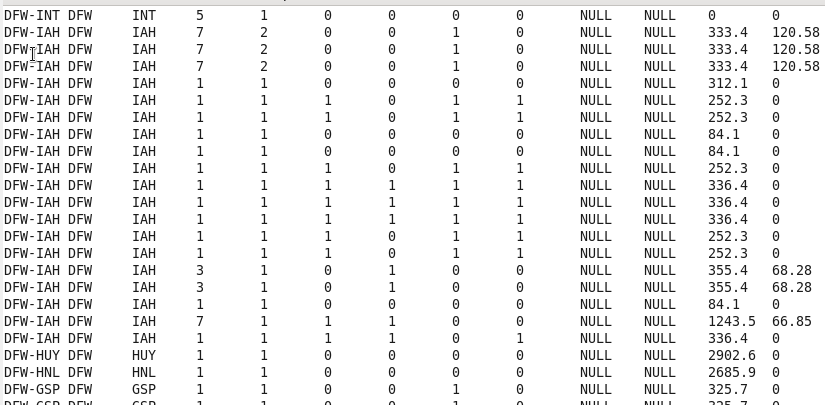 DFW-INT DFW INT 5 1 0 0 0 0 NULL NULL 0 0
DFW-IAH DFW IAH 7 2 0 0 1 0 NULL NULL 333.4 120.58
DFW-IAH DFW IAH 7 2 0 0 1 0 NULL NULL 333.4 120.58
DFW-IAH DFW IAH 7 2 0 0 1 0 NULL NULL 333.4 120.58
DFW-IAH DFW IAH 1 1 0 0 0 0 NULL NULL 312.1 0
DFW-IAH DFW IAH 1 1 1 0 1 1 NULL NULL 252.3 0
DFW-IAH DFW IAH 1 1 1 0 1 1 NULL NULL 252.3 0
DFW-IAH DFW IAH 1 1 0 0 0 0 NULL NULL 84.1 0
DFW-IAH DFW IAH 1 1 0 0 0 0 NULL NULL 84.1 0
DFW-IAH DFW IAH 1 1 1 0 1 1 NULL NULL 252.3 0
DFW-IAH DFW IAH 1 1 1 1 1 1 NULL NULL 336.4 0
DFW-IAH DFW IAH 1 1 1 1 1 1 NULL NULL 336.4 0
DFW-IAH DFW IAH 1 1 1 1 1 1 NULL NULL 336.4 0
DFW-IAH DFW IAH 1 1 1 0 1 1 NULL NULL 252.3 0
DFW-IAH DFW IAH 1 1 1 0 1 1 NULL NULL 252.3 0
DFW-IAH DFW IAH 3 1 0 1 0 0 NULL NULL 355.4 68.28
DFW-IAH DFW IAH 3 1 0 1 0 0 NULL NULL 355.4 68.28
DFW-IAH DFW IAH 1 1 0 0 0 0 NULL NULL 84.1 0
DFW-IAH DFW IAH 7 1 1 1 0 0 NULL NULL 1243.5 66.85
DFW-IAH DFW IAH 1 1 1 1 0 1 NULL NULL 336.4 0
DFW-HUY DFW HUY 1 1 0 0 0 0 NULL NULL 2902.6 0
DFW-HNL DFW HNL 1 1 0 0 0 0 NULL NULL 2685.9 0
DFW-GSP DFW GSP 1 1 0 0 1 0 NULL NULL 325.7 0